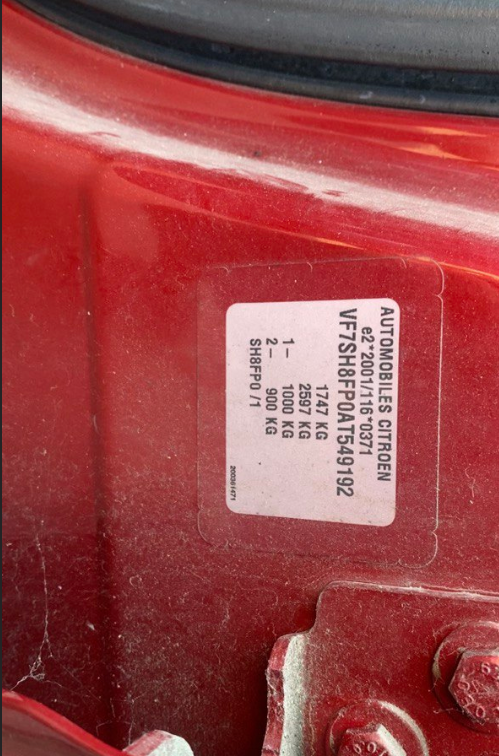 AUTOMOBILES CITROEN
e2*2001/116*0371
VF7SH8FP0AT549192
1747 KG
2597 KG
1– 1000 KG
2– 900 KG
SH8FP0 /1